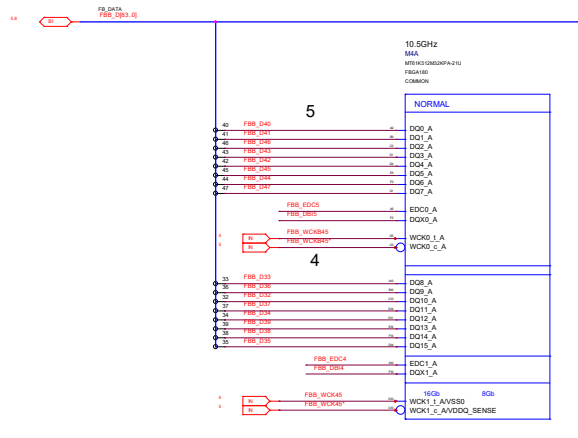 FB_DATA
BI FBB_D[63..0]
10.5GHz
M4A
MT61K512M32KPA-21U
FBGA180
COMMON
NORMAL
5
40 FBB_D40 DQ0_A
41 FBB_D41 DQ1_A
46 FBB_D46 DQ2_A
43 FBB_D43 DQ3_A
42 FBB_D42 DQ4_A
45 FBB_D45 DQ5_A
44 FBB_D44 DQ6_A
47 FBB_D47 DQ7_A
FBB_EDC5 EDC0_A
FBB_DBI5 DQX0_A
IN FBB_WCKB45 WCK0_t_A
IN FBB_WCKB45* WCK0_c_A
4
33 FBB_D33 DQ8_A
36 FBB_D36 DQ9_A
32 FBB_D32 DQ10_A
37 FBB_D37 DQ11_A
34 FBB_D34 DQ12_A
39 FBB_D39 DQ13_A
38 FBB_D38 DQ14_A
35 FBB_D35 DQ15_A
FBB_EDC4 EDC1_A
FBB_DBI4 DQX1_A
16Gb 8Gb
IN FBB_WCK45 WCK1_t_A/VSS0
IN FBB_WCK45* WCK1_c_A/VDDQ_SENSE